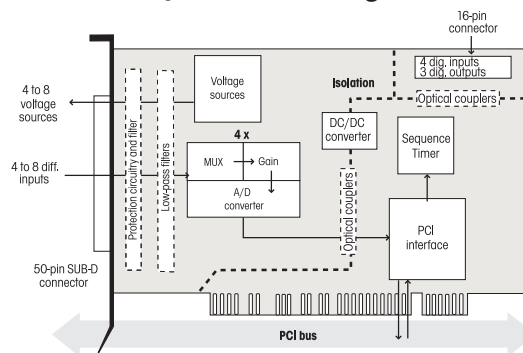 16-pin
connector
4 dig. inputs
3 dig. outputs
Isolation
Optical couplers
4 to 8
voltage
sources
Voltage
sources
DC/DC
converter
Sequence
Timer
4 x
MUX
Gain
A/D
converter
4 to 8 diff.
inputs
Protection circuitry and filter
Low-pass filters
Optical couplers
PCI
interface
50-pin SUB-D
connector
PCI bus